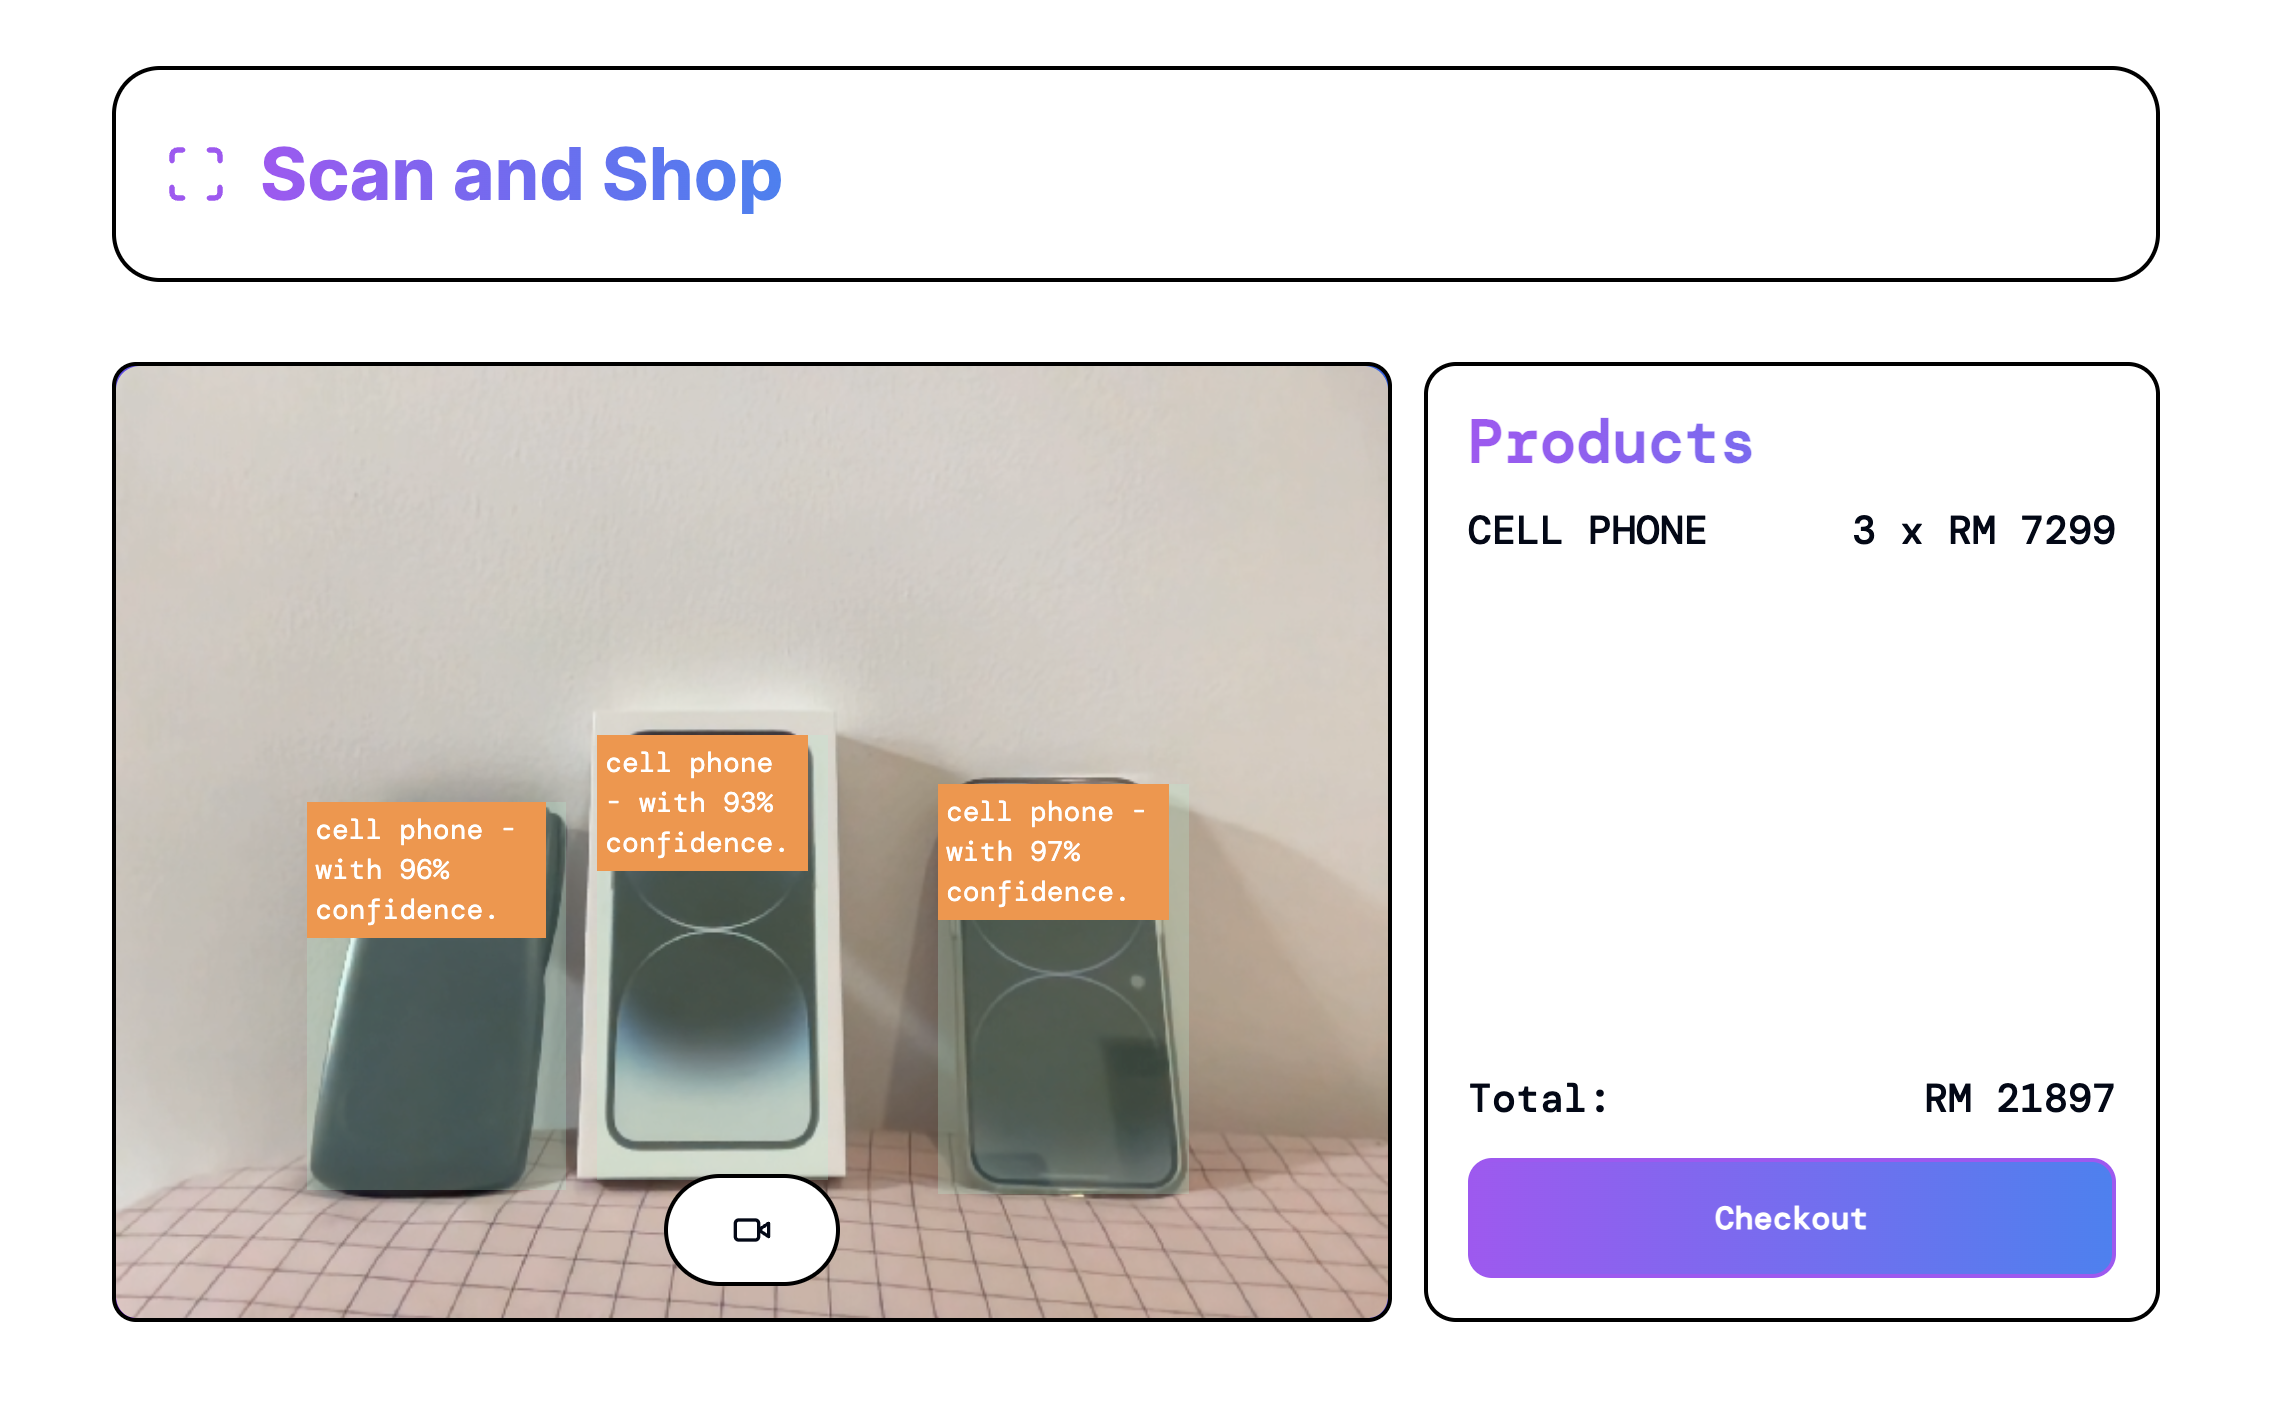 Scan and Shop
cell phone -
with 96%
confidence.
cell phone
- with 93%
confidence.
cell phone -
with 97%
confidence.
Products
CELL PHONE 3 x RM 7299
Total: RM 21897
Checkout